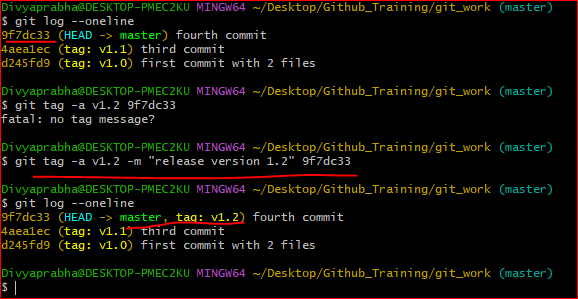 Divyaprabha@DESKTOP-PMEC2KU MINGW64 ~/Desktop/Github_Training/git_work (master)
$ git log --oneline
9f7dc33 (HEAD -> master) fourth commit
4aea1ec (tag: v1.1) third commit
d245fd9 (tag: v1.0) first commit with 2 files
Divyaprabha@DESKTOP-PMEC2KU MINGW64 ~/Desktop/Github_Training/git_work (master)
$ git tag -a v1.2 9f7dc33
fatal: no tag message?
Divyaprabha@DESKTOP-PMEC2KU MINGW64 ~/Desktop/Github_Training/git_work (master)
$ git tag -a v1.2 -m "release version 1.2" 9f7dc33
Divyaprabha@DESKTOP-PMEC2KU MINGW64 ~/Desktop/Github_Training/git_work (master)
$ git log --oneline
9f7dc33 (HEAD -> master, tag: v1.2) fourth commit
4aea1ec (tag: v1.1) third commit
d245fd9 (tag: v1.0) first commit with 2 files
Divyaprabha@DESKTOP-PMEC2KU MINGW64 ~/Desktop/Github_Training/git_work (master)
$